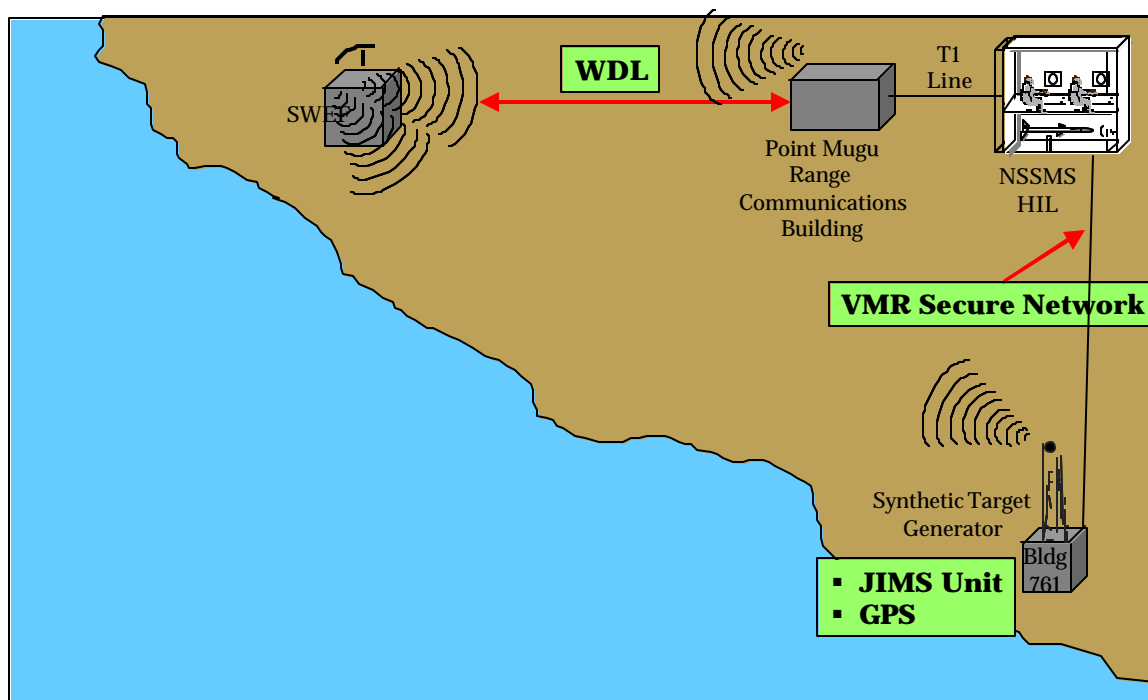 WDL
T1
Line
SWEF
Point Mugu
Range
Communications
Building
NSSMS
HIL
VMR Secure Network
Synthetic Target
Generator
Bldg
761
▪ JIMS Unit
▪ GPS